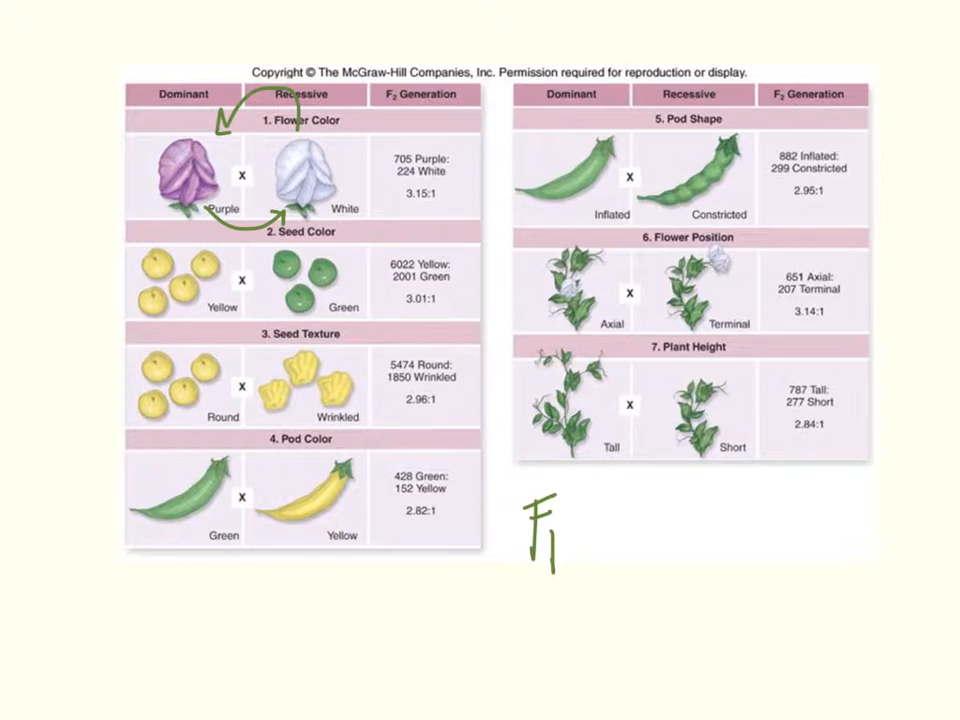 Copyright © The McGraw-Hill Companies, Inc. Permission required for reproduction or display.
Dominant Recessive F₂ Generation
1. Flower Color
Purple X White
705 Purple:
224 White
3.15:1
2. Seed Color
Yellow X Green
6022 Yellow:
2001 Green
3.01:1
3. Seed Texture
Round X Wrinkled
5474 Round:
1850 Wrinkled
2.96:1
4. Pod Color
Green X Yellow
428 Green:
152 Yellow
2.82:1
Dominant Recessive F₂ Generation
5. Pod Shape
Inflated X Constricted
882 Inflated:
299 Constricted
2.95:1
6. Flower Position
Axial X Terminal
651 Axial:
207 Terminal
3.14:1
7. Plant Height
Tall X Short
787 Tall:
277 Short
2.84:1
F1